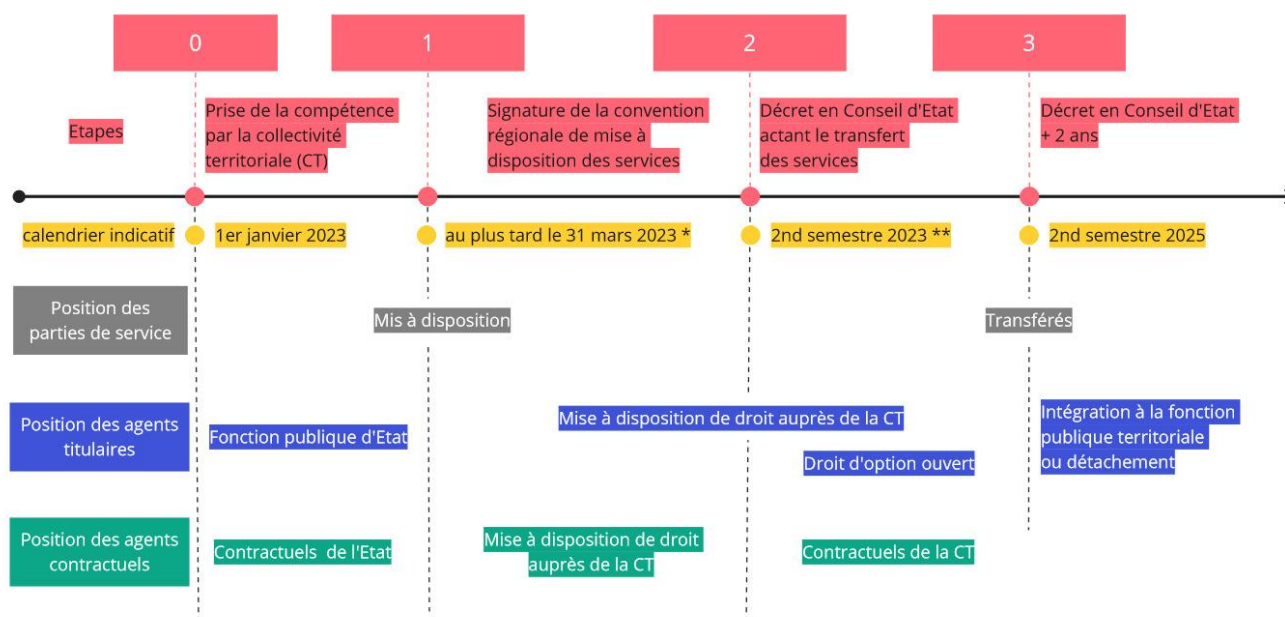 0
1
2
3
Etapes
Prise de la compétence
par la collectivité
territoriale (CT)
Signature de la convention
régionale de mise à
disposition des services
Décret en Conseil d'Etat
actant le transfert
des services
Décret en Conseil d'Etat
+ 2 ans
calendrier indicatif
1er janvier 2023
au plus tard le 31 mars 2023 *
2nd semestre 2023 **
2nd semestre 2025
Position des
parties de service
Mis à disposition
Transférés
Position des agents
titulaires
Fonction publique d'Etat
Mise à disposition de droit auprès de la CT
Droit d'option ouvert
Intégration à la fonction
publique territoriale
ou détachement
Position des agents
contractuels
Contractuels de l'Etat
Mise à disposition de droit
auprès de la CT
Contractuels de la CT